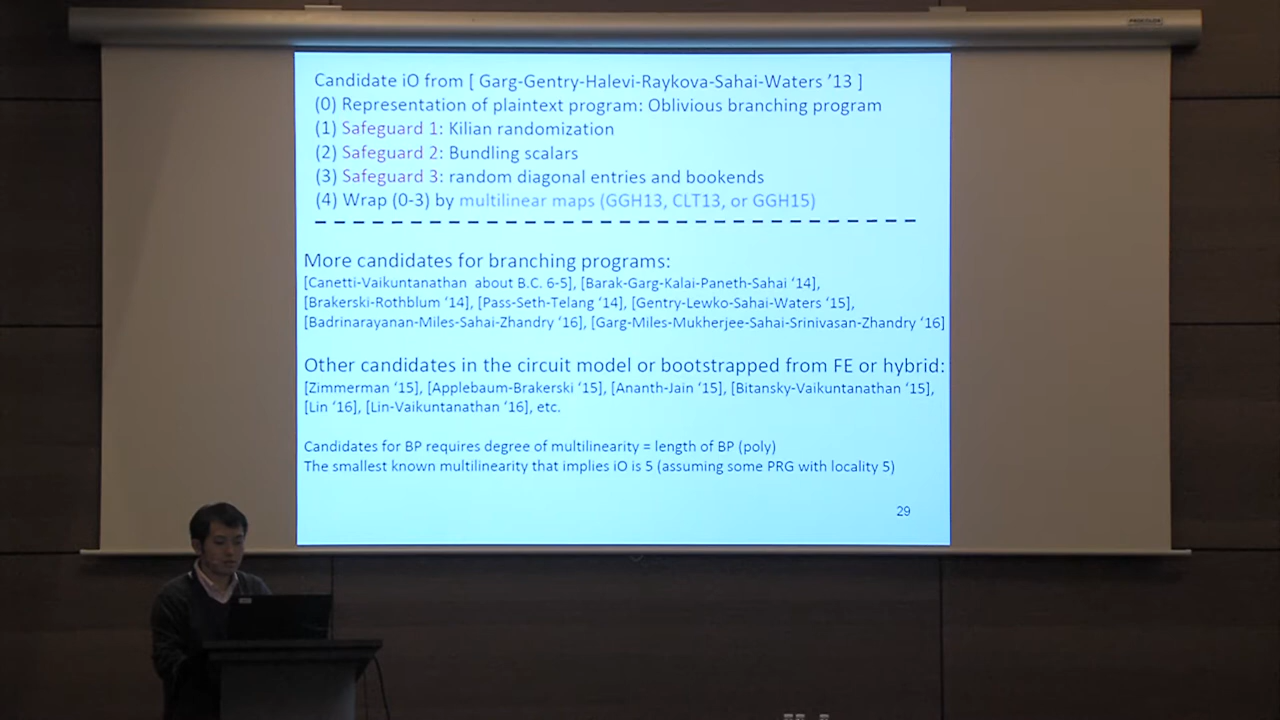 Candidate iO from [ Garg-Gentry-Halevi-Raykova-Sahai-Waters ’13 ]
(0) Representation of plaintext program: Oblivious branching program
(1) Safeguard 1: Kilian randomization
(2) Safeguard 2: Bundling scalars
(3) Safeguard 3: random diagonal entries and bookends
(4) Wrap (0-3) by multilinear maps (GGH13, CLT13, or GGH15)
More candidates for branching programs:
[Canetti-Vaikuntanathan about B.C. 6-5], [Barak-Garg-Kalai-Paneth-Sahai ‘14],
[Brakerski-Rothblum ‘14], [Pass-Seth-Telang ‘14], [Gentry-Lewko-Sahai-Waters ‘15],
[Badrinarayanan-Miles-Sahai-Zhandry ‘16], [Garg-Miles-Mukherjee-Sahai-Srinivasan-Zhandry ‘16]
Other candidates in the circuit model or bootstrapped from FE or hybrid:
[Zimmerman ‘15], [Applebaum-Brakerski ‘15], [Ananth-Jain ‘15], [Bitansky-Vaikuntanathan ‘15],
[Lin ‘16], [Lin-Vaikuntanathan ‘16], etc.
Candidates for BP requires degree of multilinearity = length of BP (poly)
The smallest known multilinearity that implies iO is 5 (assuming some PRG with locality 5)
29